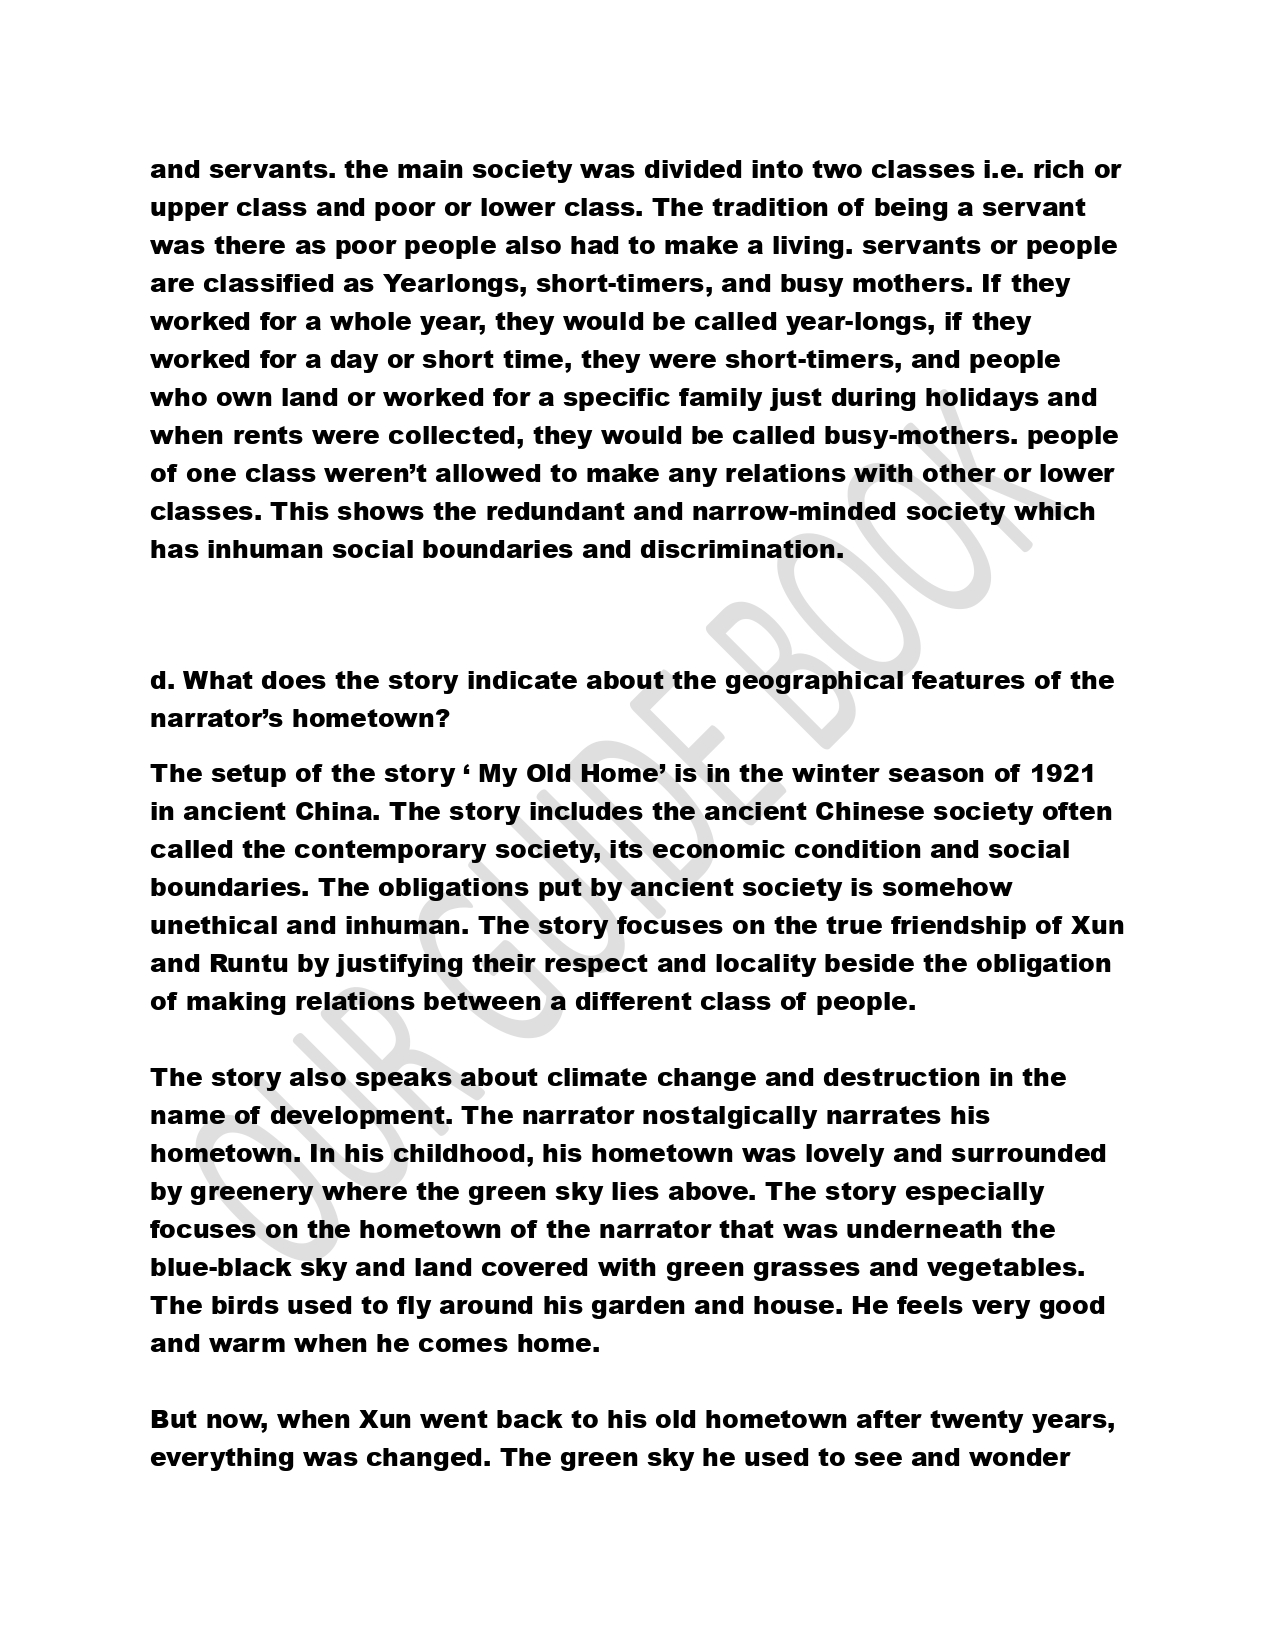 and servants. the main society was divided into two classes i.e. rich or
upper class and poor or lower class. The tradition of being a servant
was there as poor people also had to make a living. servants or people
are classified as Yearlongs, short-timers, and busy mothers. If they
worked for a whole year, they would be called year-longs, if they
worked for a day or short time, they were short-timers, and people
who own land or worked for a specific family just during holidays and
when rents were collected, they would be called busy-mothers. people
of one class weren’t allowed to make any relations with other or lower
classes. This shows the redundant and narrow-minded society which
has inhuman social boundaries and discrimination.
d. What does the story indicate about the geographical features of the
narrator’s hometown?
The setup of the story ‘ My Old Home’ is in the winter season of 1921
in ancient China. The story includes the ancient Chinese society often
called the contemporary society, its economic condition and social
boundaries. The obligations put by ancient society is somehow
unethical and inhuman. The story focuses on the true friendship of Xun
and Runtu by justifying their respect and locality beside the obligation
of making relations between a different class of people.
The story also speaks about climate change and destruction in the
name of development. The narrator nostalgically narrates his
hometown. In his childhood, his hometown was lovely and surrounded
by greenery where the green sky lies above. The story especially
focuses on the hometown of the narrator that was underneath the
blue-black sky and land covered with green grasses and vegetables.
The birds used to fly around his garden and house. He feels very good
and warm when he comes home.
But now, when Xun went back to his old hometown after twenty years,
everything was changed. The green sky he used to see and wonder
OUR GUIDE BOOK